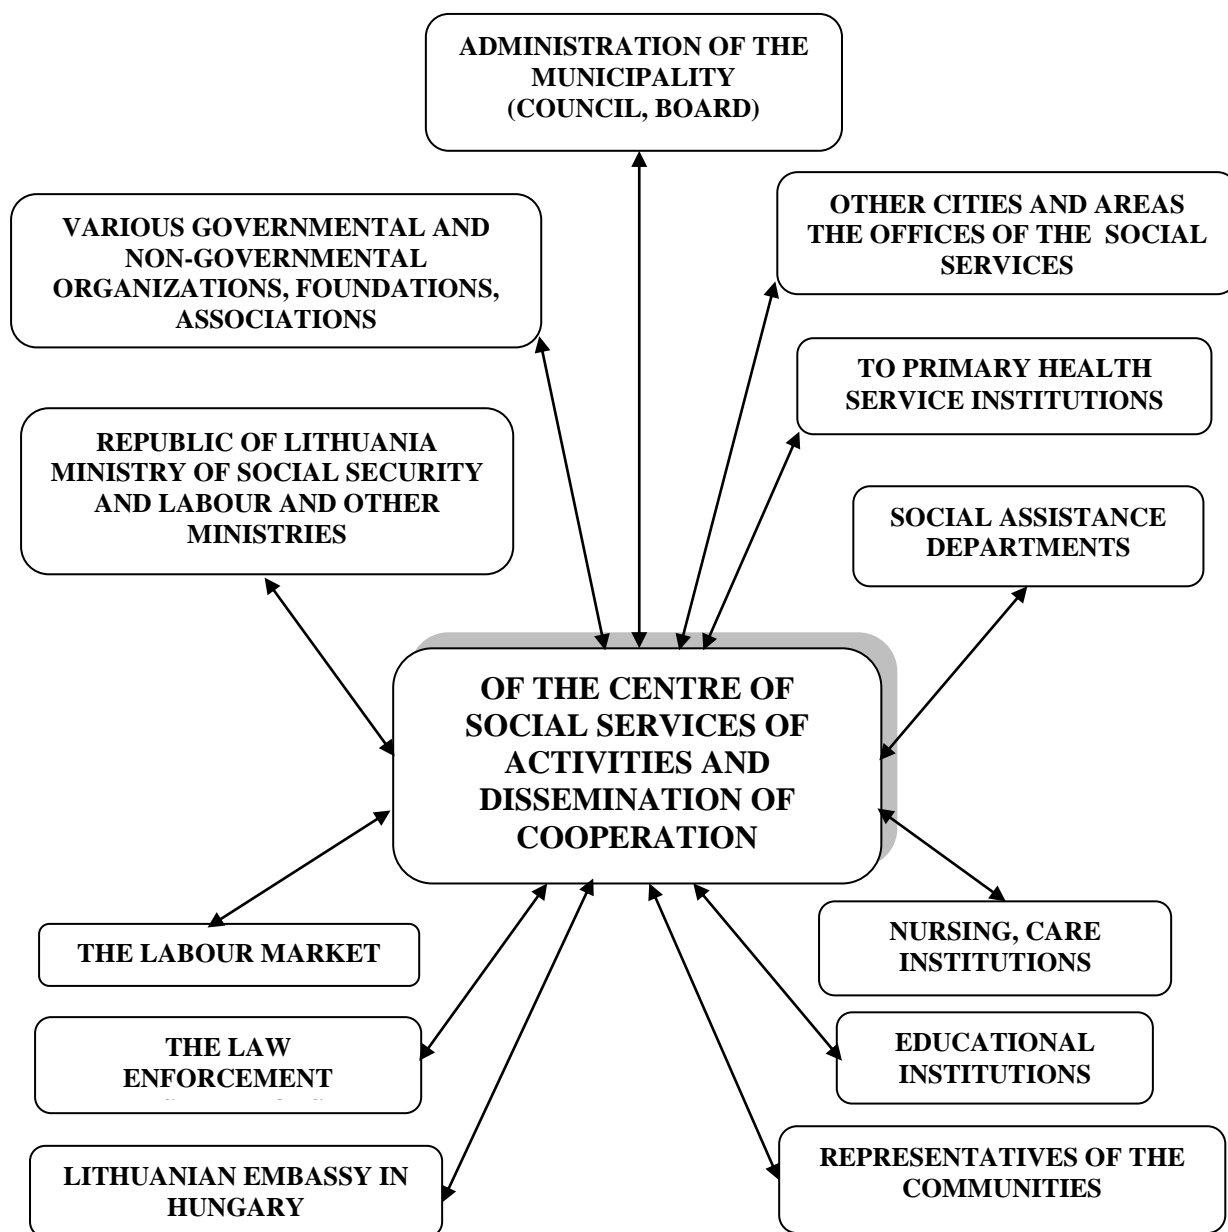 ADMINISTRATION OF THE
MUNICIPALITY
(COUNCIL, BOARD)
VARIOUS GOVERNMENTAL AND
NON-GOVERNMENTAL
ORGANIZATIONS, FOUNDATIONS,
ASSOCIATIONS
OTHER CITIES AND AREAS
THE OFFICES OF THE SOCIAL
SERVICES
TO PRIMARY HEALTH
SERVICE INSTITUTIONS
REPUBLIC OF LITHUANIA
MINISTRY OF SOCIAL SECURITY
AND LABOUR AND OTHER
MINISTRIES
SOCIAL ASSISTANCE
DEPARTMENTS
OF THE CENTRE OF
SOCIAL SERVICES OF
ACTIVITIES AND
DISSEMINATION OF
COOPERATION
THE LABOUR MARKET
NURSING, CARE
INSTITUTIONS
THE LAW
ENFORCEMENT
EDUCATIONAL
INSTITUTIONS
LITHUANIAN EMBASSY IN
HUNGARY
REPRESENTATIVES OF THE
COMMUNITIES